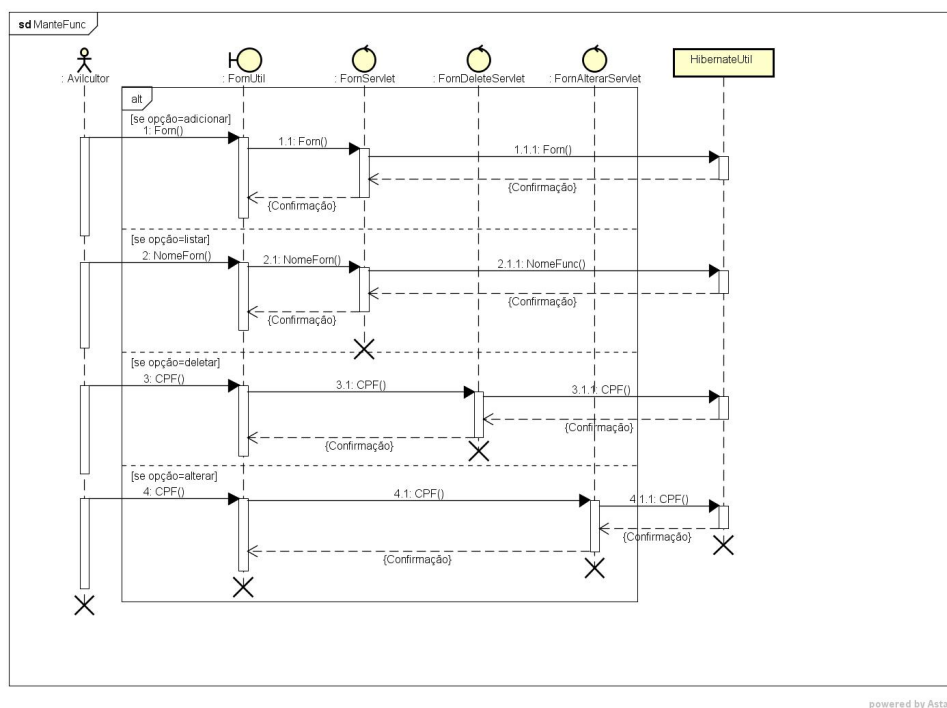 sd ManteFunc
: Avilcultor
: FornUtil
: FornServlet
: FornDeleteServlet
: FornAlterarServlet
HibernateUtil
alt
[se opção=adicionar]
1: Forn()
1.1: Forn()
1.1.1: Forn()
{Confirmação}
{Confirmação}
[se opção=listar]
2: NomeForn()
2.1: NomeForn()
2.1.1: NomeFunc()
{Confirmação}
{Confirmação}
[se opção=deletar]
3: CPF()
3.1: CPF()
3.1.1: CPF()
{Confirmação}
{Confirmação}
[se opção=alterar]
4: CPF()
4.1: CPF()
4.1.1: CPF()
{Confirmação}
{Confirmação}
powered by Asta